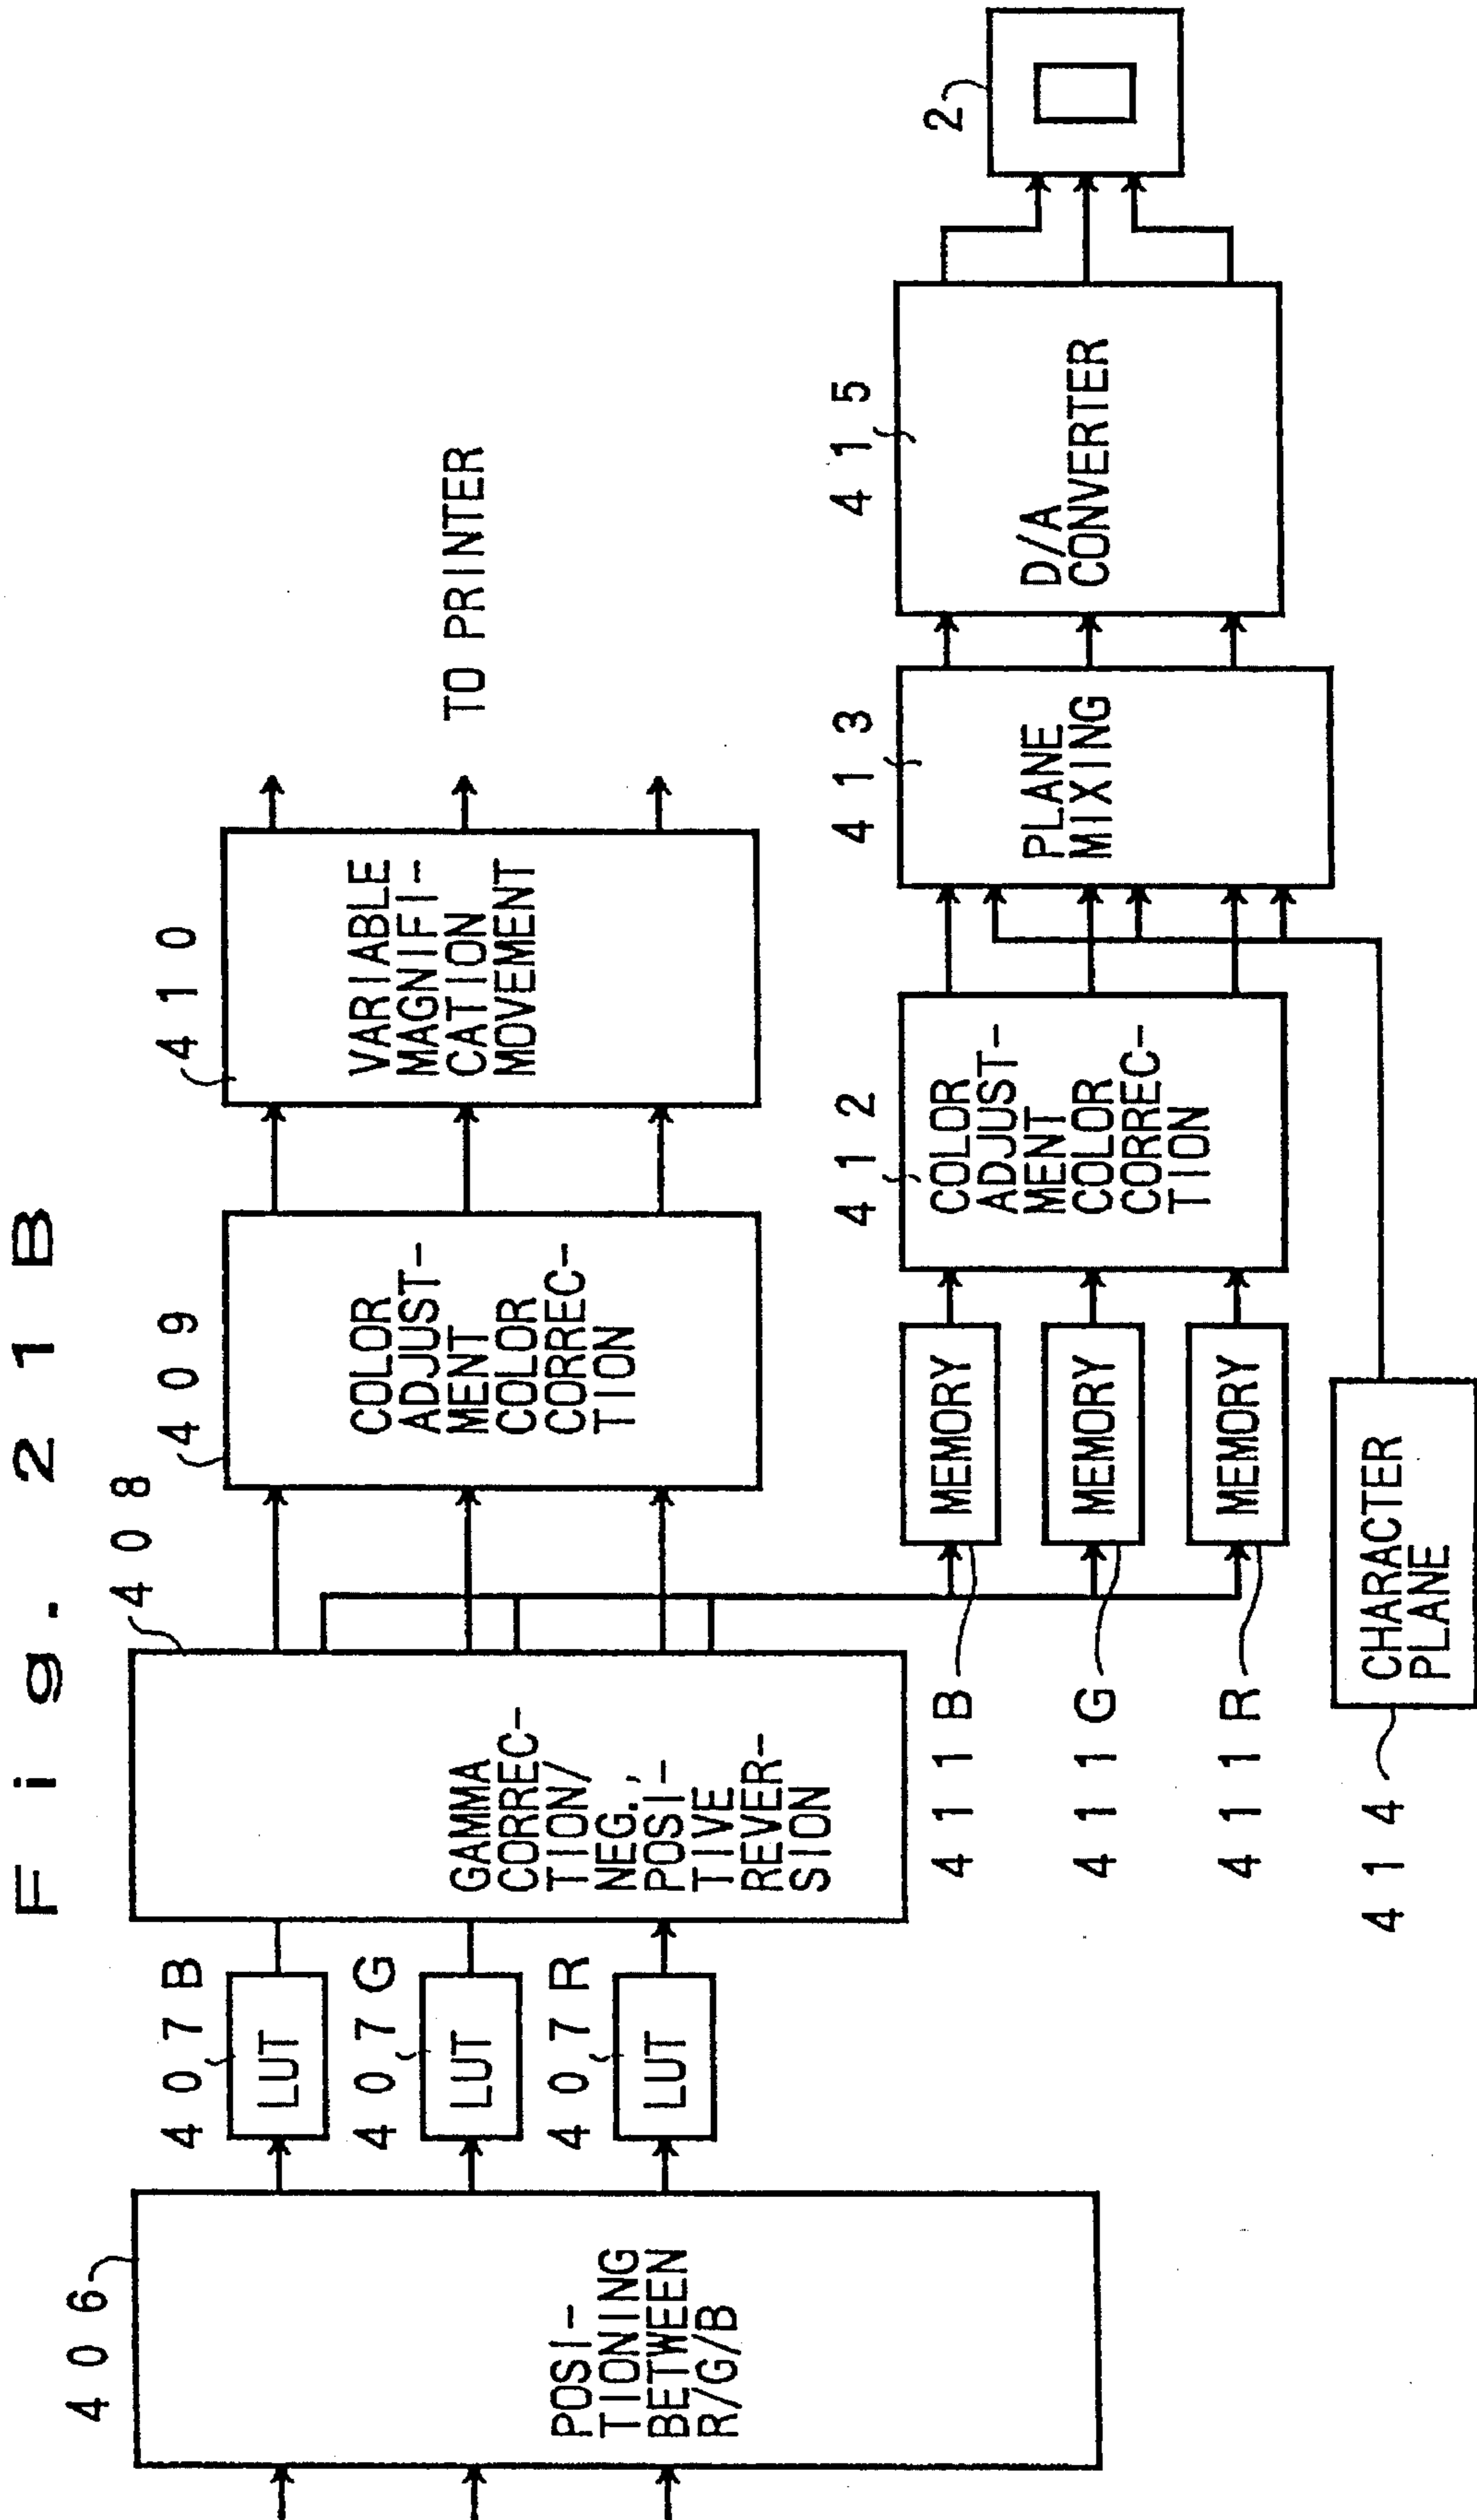 Fig. 21B
406
POSI-
TIONING
BETWEEN
R/G/B
407B
LUT
407G
LUT
407R
LUT
408
GAMMA
CORREC-
TION/
NEG.'
POSI-
TIVE
REVER-
SION
409
COLOR
ADJUST-
MENT
COLOR
CORREC-
TION
410
VARIABLE
MAGNIFI-
CATION
MOVEMENT
TO PRINTER
411B
MEMORY
411G
MEMORY
411R
MEMORY
412
COLOR
ADJUST-
MENT
COLOR
CORREC-
TION
413
PLANE
MIXING
414
CHARACTER
PLANE
415
D/A
CONVERTER
2